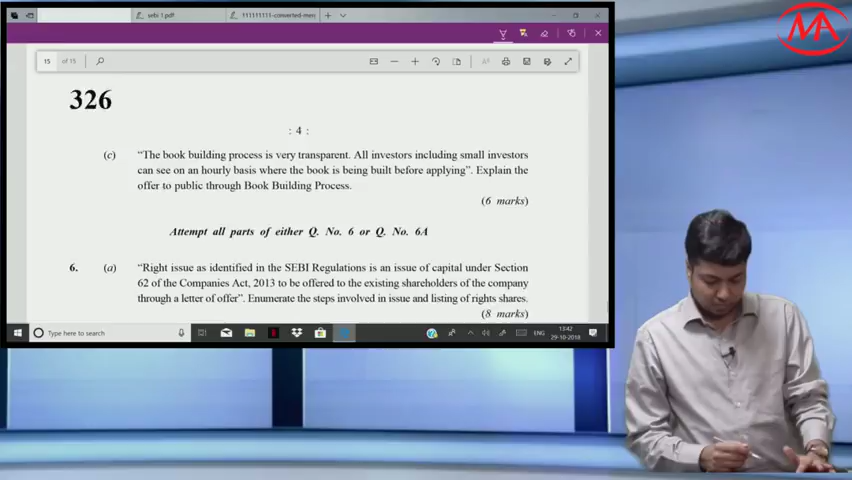 sebi 1.pdf
111111111-converted-mer
MA
15 of 15
326
: 4 :
(c) “The book building process is very transparent. All investors including small investors
can see on an hourly basis where the book is being built before applying”. Explain the
offer to public through Book Building Process.
(6 marks)
Attempt all parts of either Q. No. 6 or Q. No. 6A
6. (a) “Right issue as identified in the SEBI Regulations is an issue of capital under Section
62 of the Companies Act, 2013 to be offered to the existing shareholders of the company
through a letter of offer”. Enumerate the steps involved in issue and listing of rights shares.
(8 marks)
Type here to search
ENG
13:42
29-10-2018